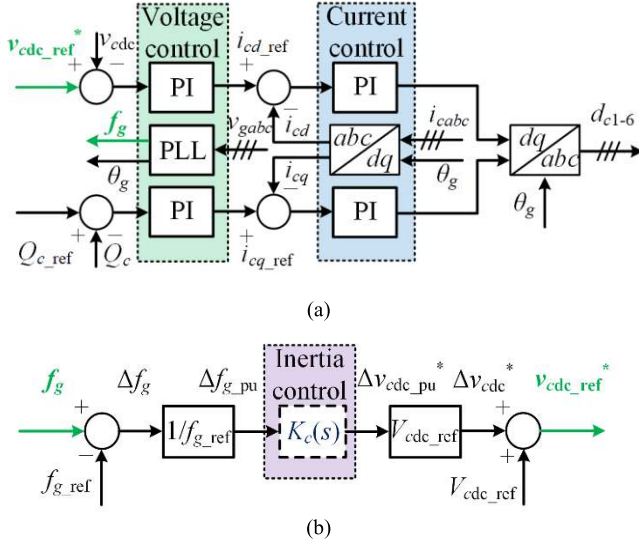 Voltage control
Current control
v_cdc_ref*
v_cdc
+
−
PI
i_cd_ref
+
−
PI
i_cd
f_g
PLL
v_gabc
abc
dq
i_cabc
dq
abc
d_c1-6
θ_g
i_cq
θ_g
−
θ_g
PI
PI
+
−
Q_c_ref
Q_c
+
i_cq_ref
(a)
Inertia control
f_g
Δf_g
Δf_g_pu
Δv_cdc_pu*
Δv_cdc*
v_cdc_ref*
+
−
1/f_g_ref
K_c(s)
V_cdc_ref
+
+
f_g_ref
V_cdc_ref
(b)